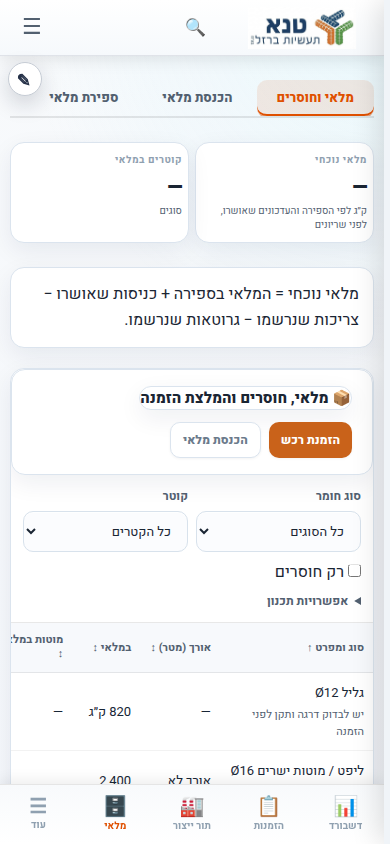 טנא
תעשיות ברזל
מלאי וחוסרים
הכנסת מלאי
ספירת מלאי
מלאי נוכחי
—
ק"ג לפי הספירה והעדכונים שאושרו, לפני שריונים
קוטרים במלאי
—
סוגים
מלאי נוכחי = המלאי בספירה + כניסות שאושרו −
צריכות שנרשמו − גרוטאות שנרשמו.
📦 מלאי, חוסרים והמלצת הזמנה
הזמנת רכש
הכנסת מלאי
סוג חומר
קוטר
כל הסוגים
כל הקטרים
רק חוסרים
◀ אפשרויות תכנון
סוג ומפרט ↑
אורך (מטר) ↕
במלאי ↕
מוטות
↕
גליל Ø12
—
820 ק"ג
—
יש לבדוק דרגה ותקן לפני
הזמנה
ליפט / מוטות ישרים Ø16
אורך לא
2,400
דשבורד
הזמנות
תור ייצור
מלאי
עוד